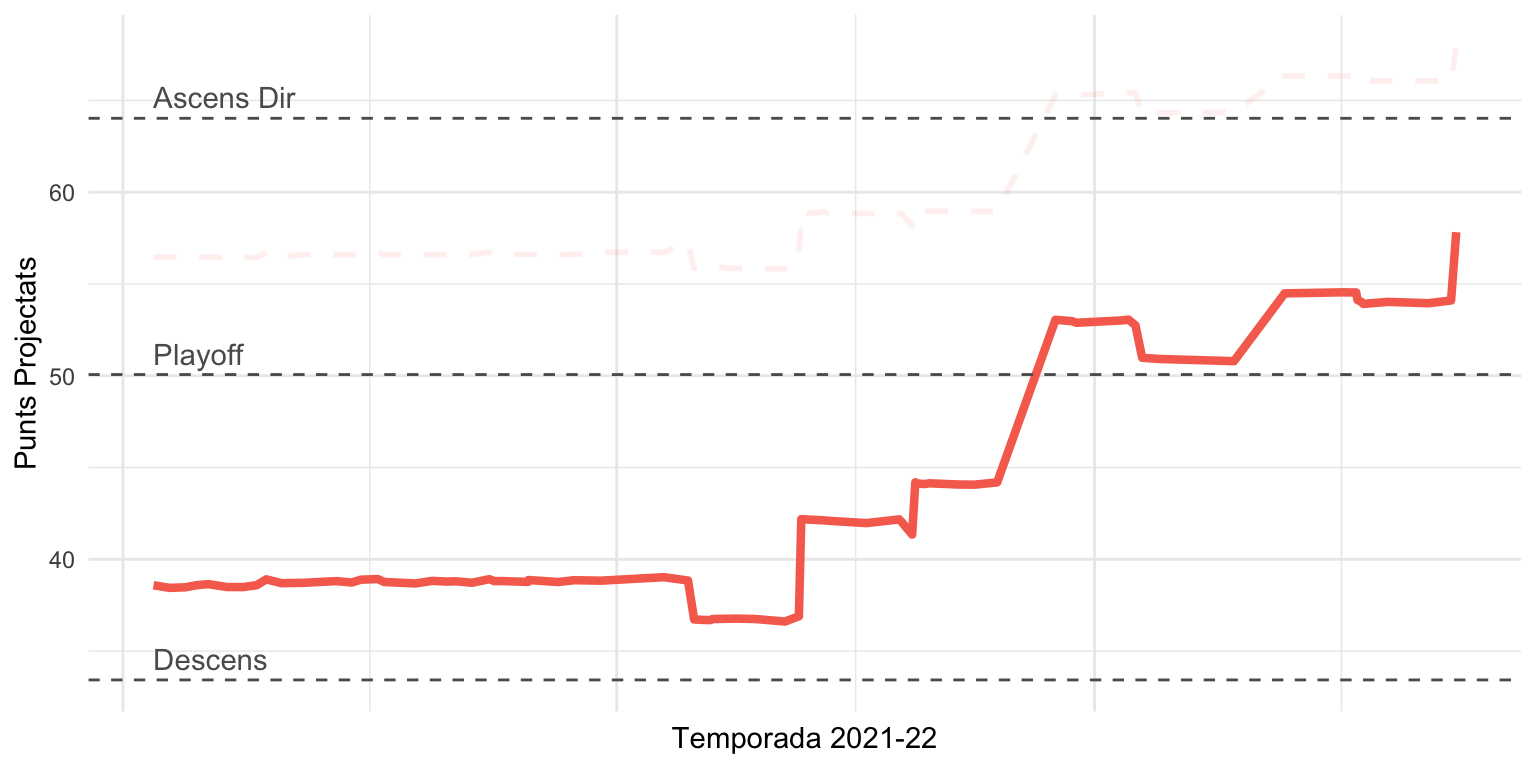 Ascens Dir
60
Playoff
50
Punts Projectats
40
Descens
Temporada 2021-22